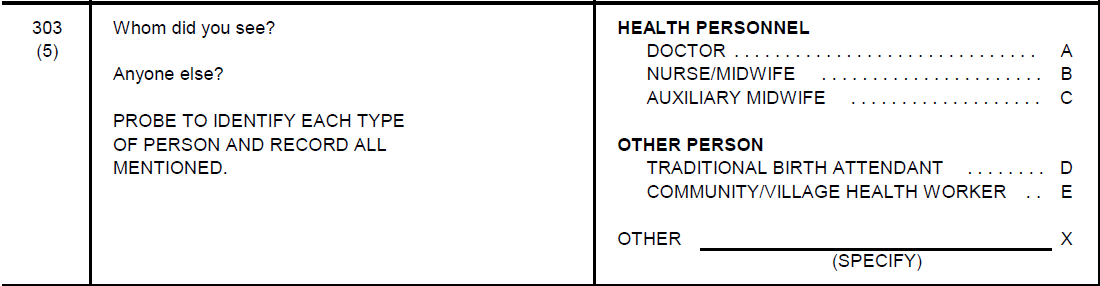 303
(5)
Whom did you see?
Anyone else?
PROBE TO IDENTIFY EACH TYPE
OF PERSON AND RECORD ALL
MENTIONED.
HEALTH PERSONNEL
DOCTOR . . . . . . . . . . . . . . . . . . . . . . . . . . . . . . A
NURSE/MIDWIFE . . . . . . . . . . . . . . . . . . . . . . B
AUXILIARY MIDWIFE . . . . . . . . . . . . . . . . . . . C
OTHER PERSON
TRADITIONAL BIRTH ATTENDANT . . . . . . . . D
COMMUNITY/VILLAGE HEALTH WORKER . . E
OTHER X
(SPECIFY)